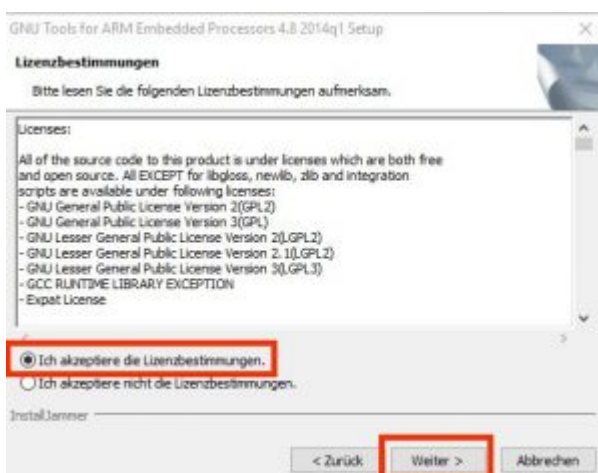 GNU Tools for ARM Embedded Processors 4.8 2014q1 Setup
Lizenzbestimmungen
Bitte lesen Sie die folgenden Lizenzbestimmungen aufmerksam.
Licenses:
All of the source code to this product is under licenses which are both free
and open source. All EXCEPT for libgloss, newlib, zlib and integration
scripts are available under following licenses:
- GNU General Public License Version 2(GPL2)
- GNU General Public License Version 3(GPL)
- GNU Lesser General Public License Version 2(LGPL2)
- GNU Lesser General Public License Version 2.1(LGPL2)
- GNU Lesser General Public License Version 3(LGPL3)
- GCC RUNTIME LIBRARY EXCEPTION
- Expat License
Ich akzeptiere die Lizenzbestimmungen.
Ich akzeptiere nicht die Lizenzbestimmungen.
InstallJammer
< Zurück Weiter > Abbrechen